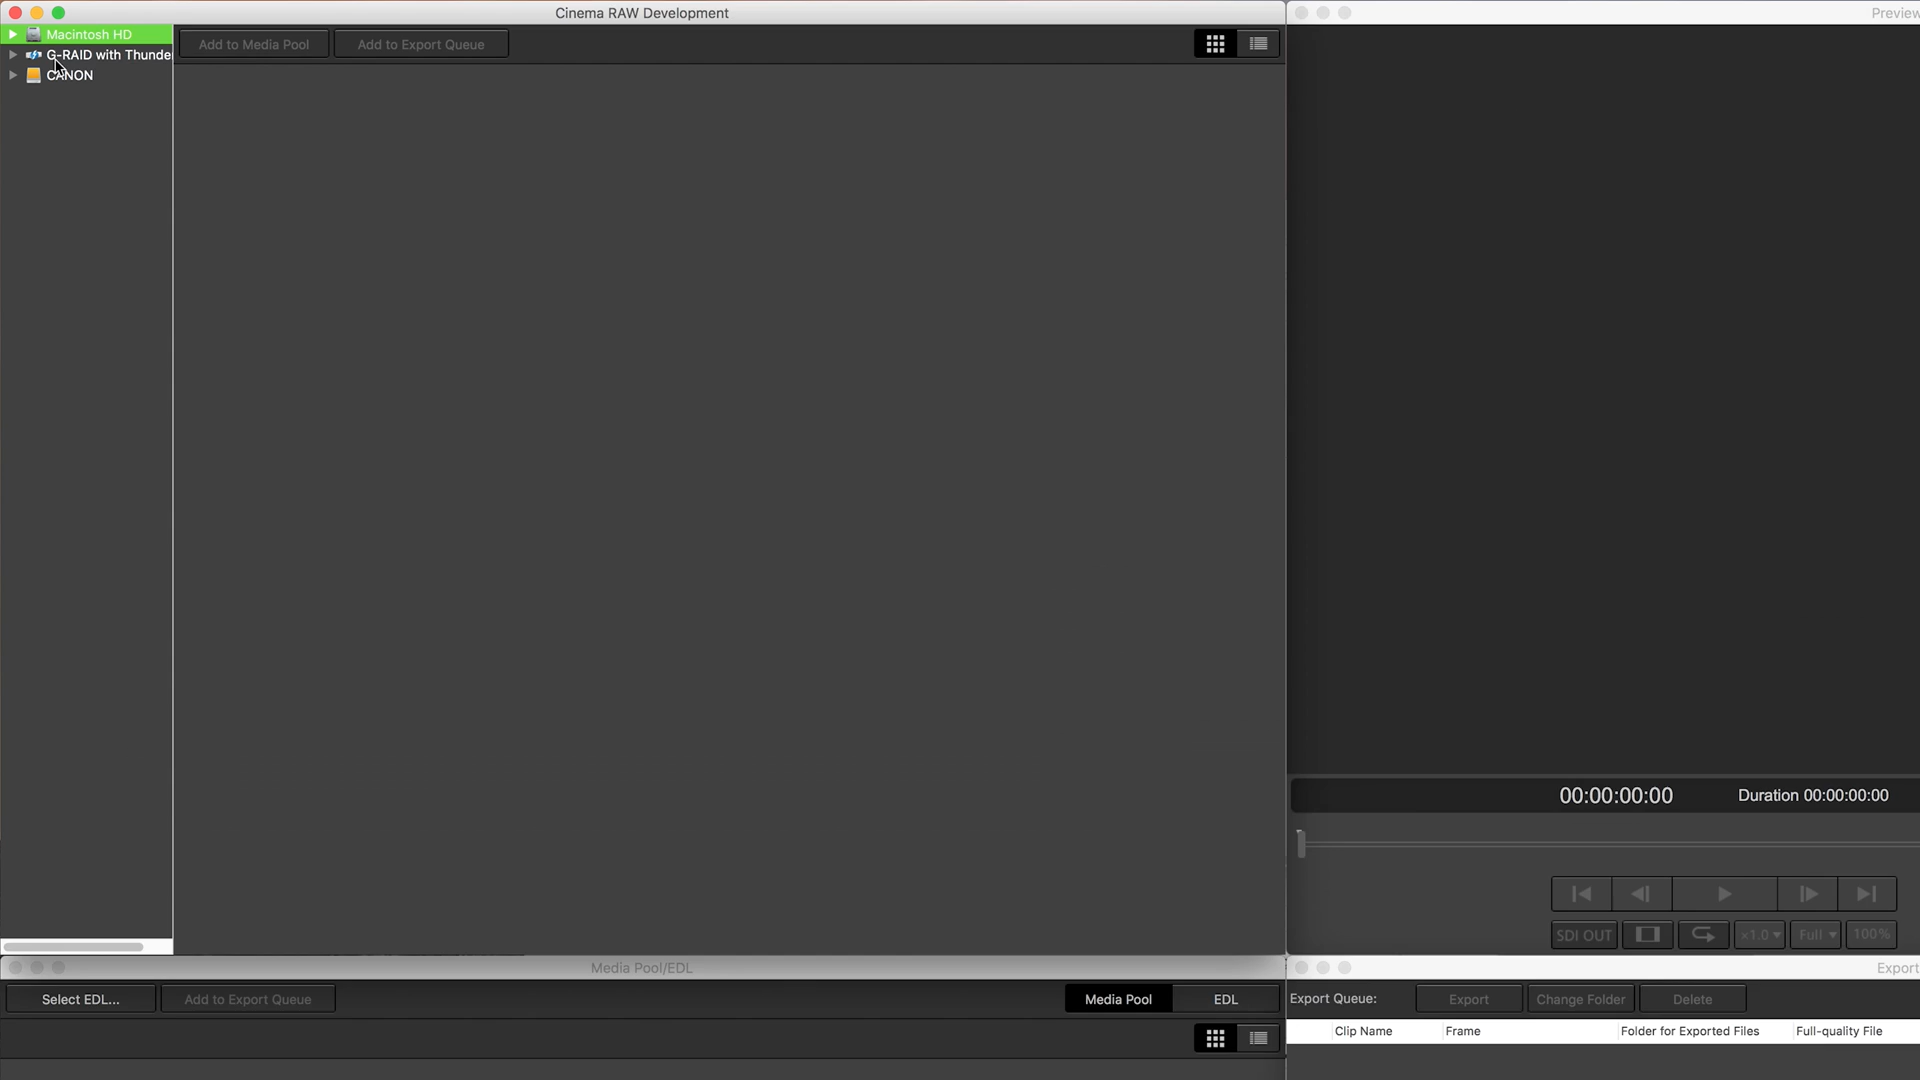 Cinema RAW Development
Preview
Macintosh HD
G-RAID with Thunde
CANON
Add to Media Pool
Add to Export Queue
00:00:00:00
Duration 00:00:00:00
SDI OUT
×1.0
Full
100%
Media Pool/EDL
Export
Select EDL...
Add to Export Queue
Media Pool
EDL
Export Queue:
Export
Change Folder
Delete
Clip Name
Frame
Folder for Exported Files
Full-quality File